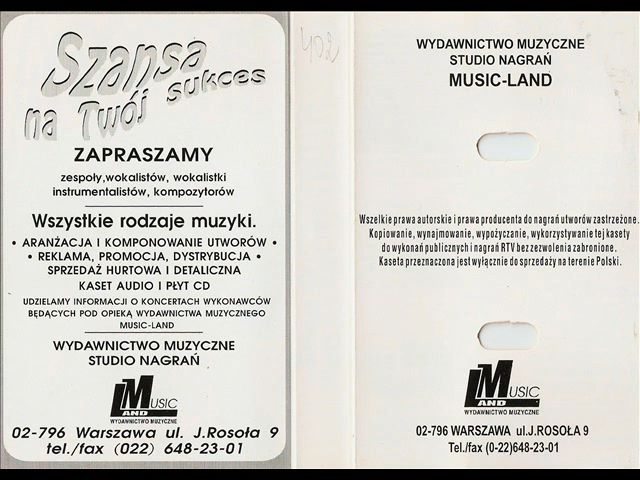 Szansa
na Twój sukces
ZAPRASZAMY
zespoły,wokalistów, wokalistki
instrumentalistów, kompozytorów
Wszystkie rodzaje muzyki.
• ARANŻACJA I KOMPONOWANIE UTWORÓW •
• REKLAMA, PROMOCJA, DYSTRYBUCJA •
SPRZEDAŻ HURTOWA I DETALICZNA
KASET AUDIO I PŁYT CD
UDZIELAMY INFORMACJI O KONCERTACH WYKONAWCÓW
BĘDĄCYCH POD OPIEKĄ WYDAWNICTWA MUZYCZNEGO
MUSIC-LAND
WYDAWNICTWO MUZYCZNE
STUDIO NAGRAŃ
MUSIC
LAND
WYDAWNICTWO MUZYCZNE
02-796 Warszawa ul. J.Rosoła 9
tel./fax (022) 648-23-01
402
WYDAWNICTWO MUZYCZNE
STUDIO NAGRAŃ
MUSIC-LAND
Wszelkie prawa autorskie i prawa producenta do nagrań utworów zastrzeżone.
Kopiowanie, wynajmowanie, wypożyczanie, wykorzystywanie tej kasety
do wykonań publicznych i nagrań RTV bez zezwolenia zabronione.
Kaseta przeznaczona jest wyłącznie do sprzedaży na terenie Polski.
MUSIC
LAND
WYDAWNICTWO MUZYCZNE
02-796 WARSZAWA ul.J.ROSOŁA 9
Tel./fax (0-22)648-23-01